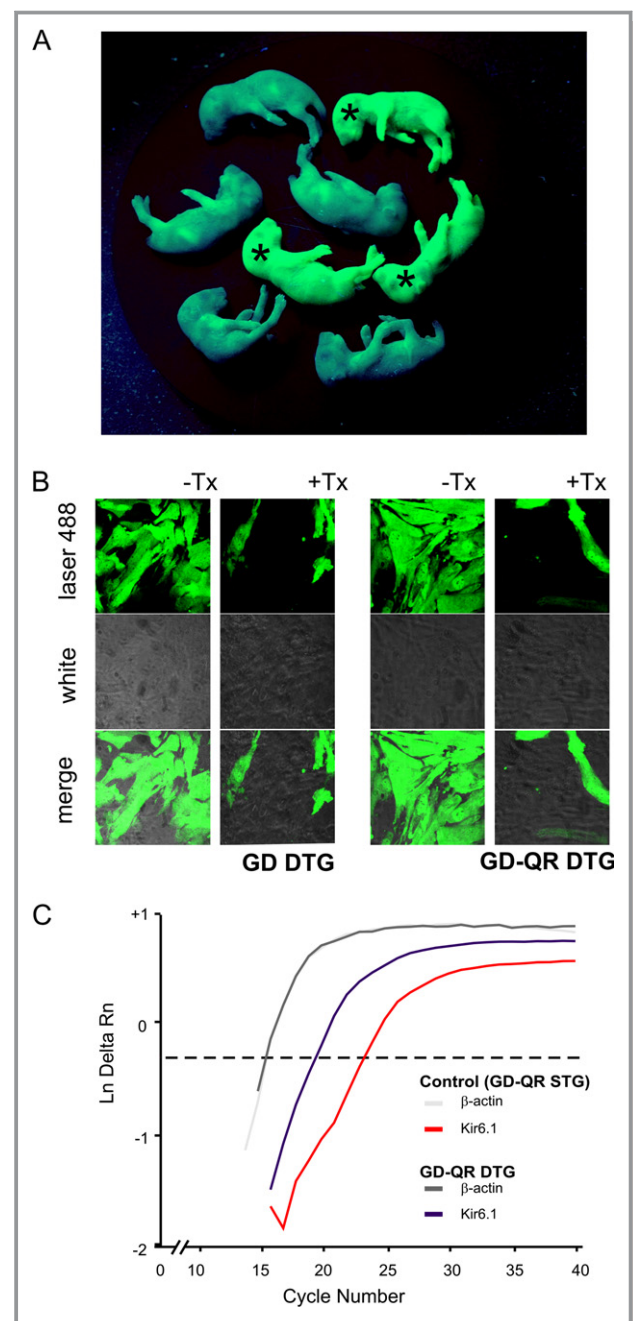 A
*
*
*
B
-Tx +Tx -Tx +Tx
laser 488
white
merge
GD DTG GD-QR DTG
C
+1
0
-1
-2
Ln Delta Rn
Control (GD-QR STG)
β-actin
Kir6.1
GD-QR DTG
β-actin
Kir6.1
0 10 15 20 25 30 35 40
Cycle Number